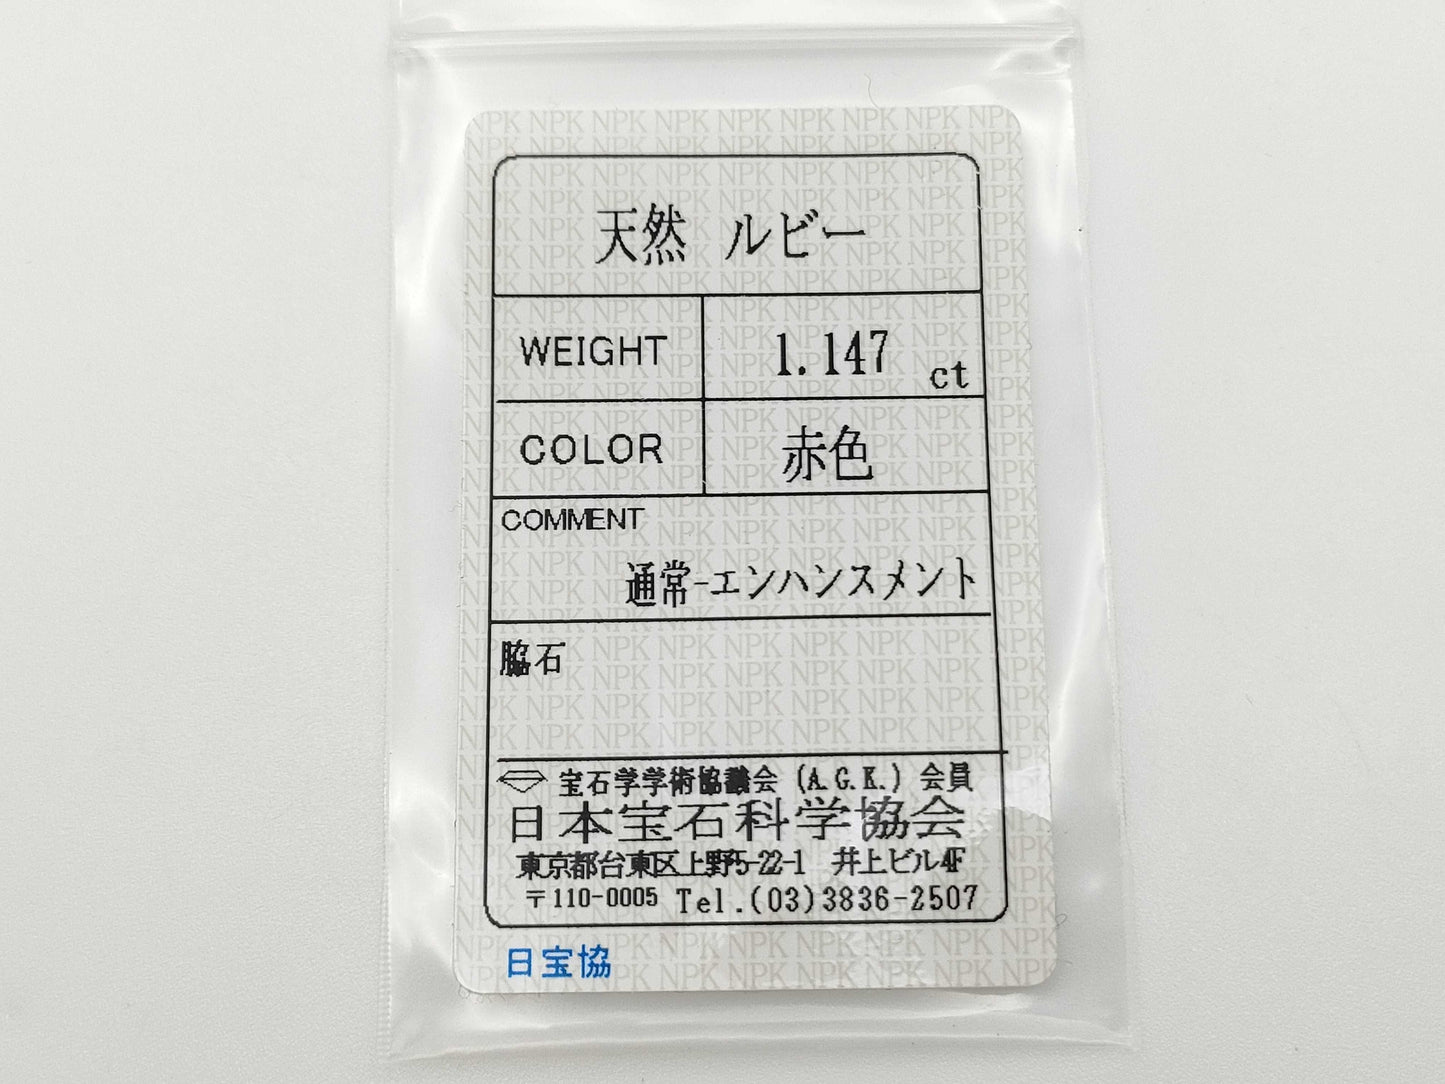 天然 ルビー
WEIGHT 1.147 ct
COLOR 赤色
COMMENT
通常-エンハンスメント
脇石
宝石学学術協議会 (A.G.K.) 会員
日本宝石科学協会
東京都台東区上野5-22-1 井上ビル4F
〒110-0005 Tel.(03)3836-2507
日宝協